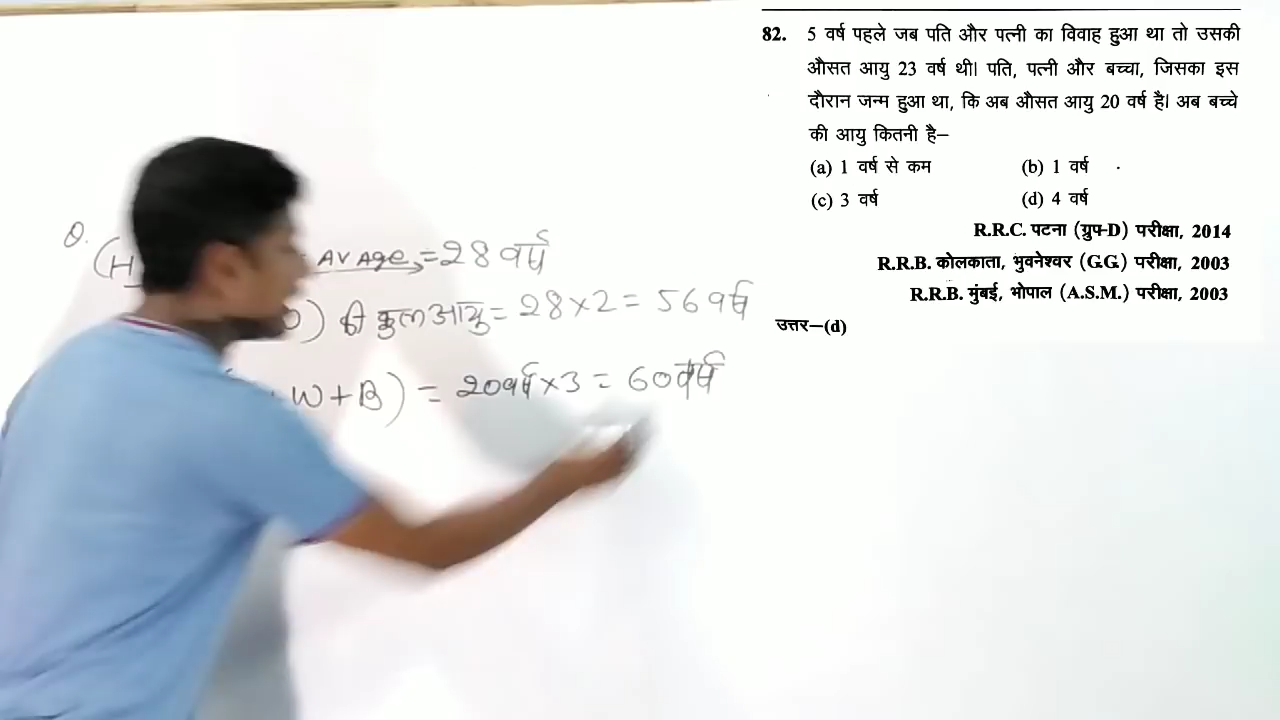 82. 5 वर्ष पहले जब पति और पत्नी का विवाह हुआ था तो उसकी
औसत आयु 23 वर्ष थी। पति, पत्नी और बच्चा, जिसका इस
दौरान जन्म हुआ था, कि अब औसत आयु 20 वर्ष है। अब बच्चे
की आयु कितनी है–
(a) 1 वर्ष से कम (b) 1 वर्ष
(c) 3 वर्ष (d) 4 वर्ष
R.R.C. पटना (ग्रुप-D) परीक्षा, 2014
R.R.B. कोलकाता, भुवनेश्वर (G.G.) परीक्षा, 2003
R.R.B. मुंबई, भोपाल (A.S.M.) परीक्षा, 2003
उत्तर–(d)
Q.
(H AVAge = 28 वर्ष
) की कुल आयु = 28 × 2 = 56 वर्ष
W + B) = 20 वर्ष × 3 = 60 वर्ष